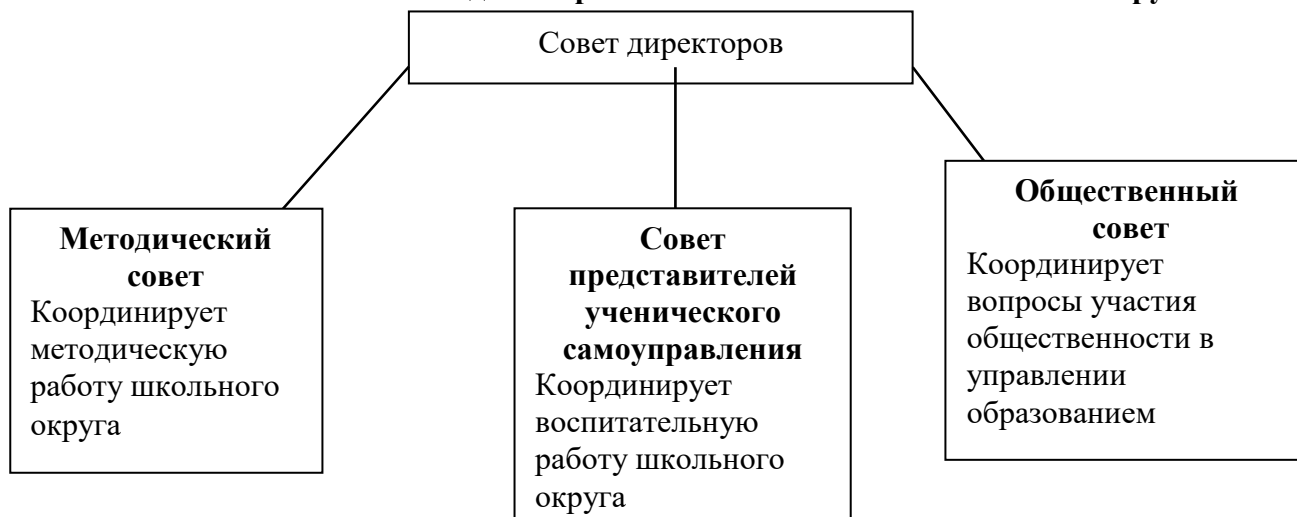 Совет директоров
Методический
совет
Координирует
методическую
работу школьного
округа
Совет
представителей
ученического
самоуправления
Координирует
воспитательную
работу школьного
округа
Общественный
совет
Координирует
вопросы участия
общественности в
управлении
образованием